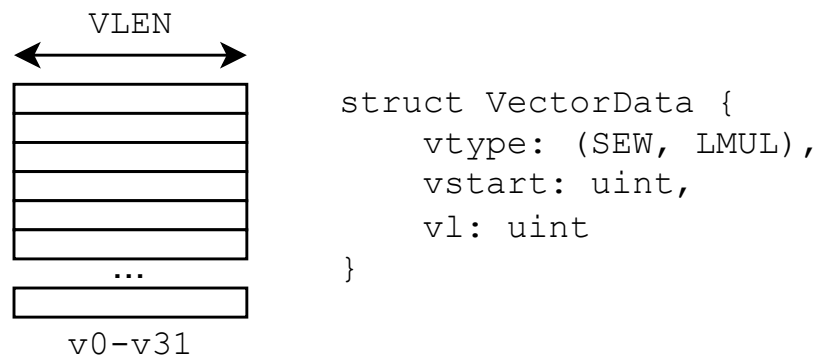 VLEN
...
v0-v31
struct VectorData {
    vtype: (SEW, LMUL),
    vstart: uint,
    vl: uint
}